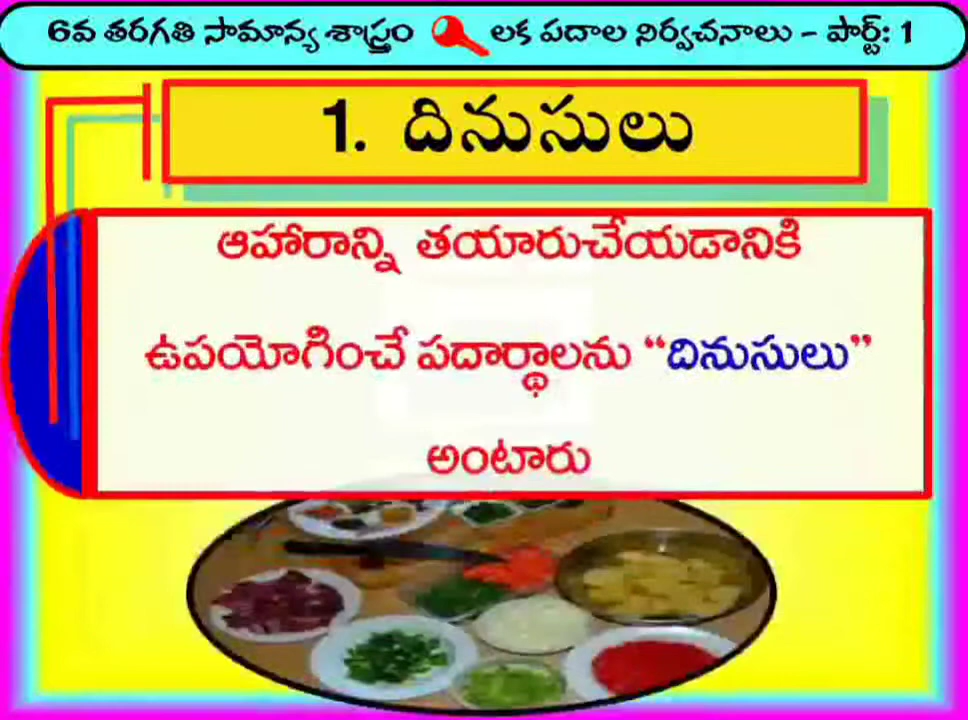 6వ తరగతి సామాన్య శాస్త్రం లక పదాల నిర్వచనాలు - పార్ట్: 1
1. దినుసులు
ఆహారాన్ని తయారుచేయడానికి
ఉపయోగించే పదార్థాలను “దినుసులు”
అంటారు